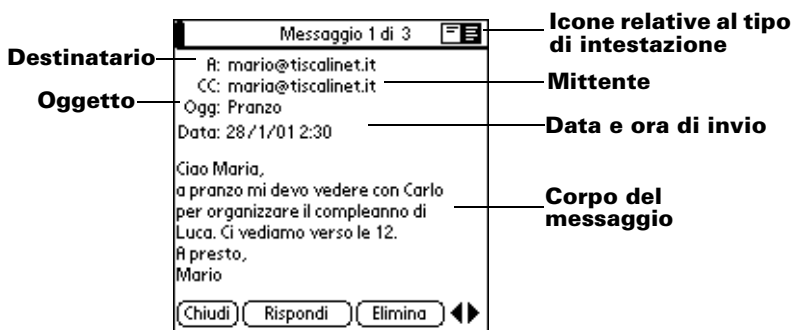 Messaggio 1 di 3
Icone relative al tipo
di intestazione
Destinatario
A: mario@tiscalinet.it
CC: maria@tiscalinet.it
Mittente
Oggetto
Ogg: Pranzo
Data: 28/1/01 2:30
Data e ora di invio
Ciao Maria,
a pranzo mi devo vedere con Carlo
per organizzare il compleanno di
Luca. Ci vediamo verso le 12.
A presto,
Mario
Corpo del
messaggio
Chiudi Rispondi Elimina